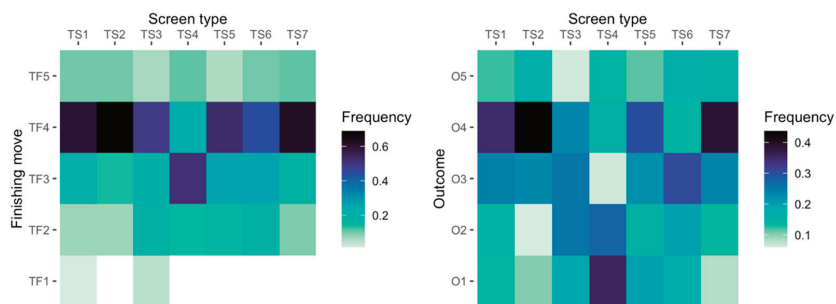 Screen type
TS1 TS2 TS3 TS4 TS5 TS6 TS7
Finishing move
TF5
TF4
TF3
TF2
TF1
Frequency
0.6
0.4
0.2
Screen type
TS1 TS2 TS3 TS4 TS5 TS6 TS7
Outcome
O5
O4
O3
O2
O1
Frequency
0.4
0.3
0.2
0.1